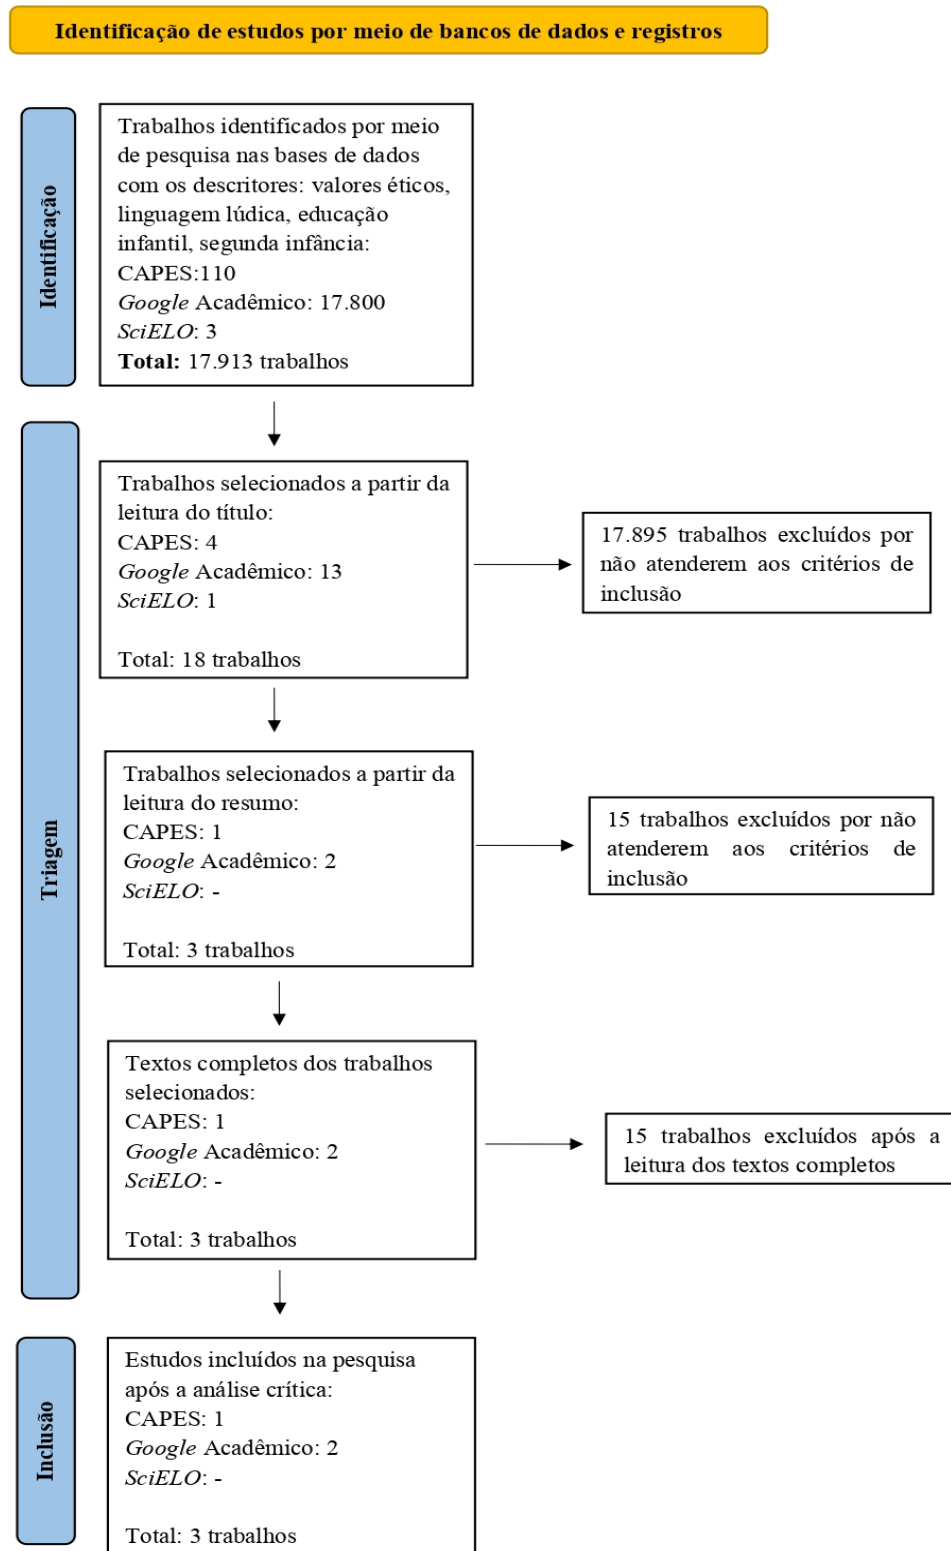 Identificação de estudos por meio de bancos de dados e registros
Identificação
Trabalhos identificados por meio
de pesquisa nas bases de dados
com os descritores: valores éticos,
linguagem lúdica, educação
infantil, segunda infância:
CAPES:110
Google Acadêmico: 17.800
SciELO: 3
Total: 17.913 trabalhos
Triagem
Trabalhos selecionados a partir da
leitura do título:
CAPES: 4
Google Acadêmico: 13
SciELO: 1
Total: 18 trabalhos
17.895 trabalhos excluídos por
não atenderem aos critérios de
inclusão
Trabalhos selecionados a partir da
leitura do resumo:
CAPES: 1
Google Acadêmico: 2
SciELO: -
Total: 3 trabalhos
15 trabalhos excluídos por não
atenderem aos critérios de
inclusão
Textos completos dos trabalhos
selecionados:
CAPES: 1
Google Acadêmico: 2
SciELO: -
Total: 3 trabalhos
15 trabalhos excluídos após a
leitura dos textos completos
Inclusão
Estudos incluídos na pesquisa
após a análise crítica:
CAPES: 1
Google Acadêmico: 2
SciELO: -
Total: 3 trabalhos